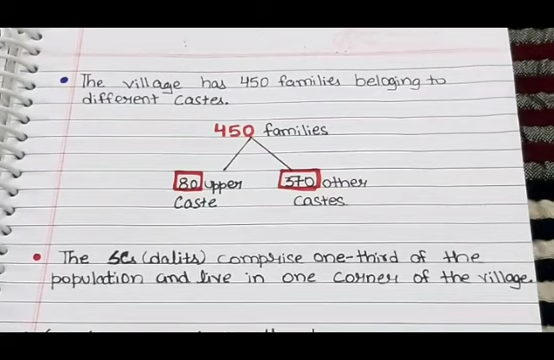 The village has 450 families beloging to
different Castes.
450 families
80 upper
Caste
370 other
Castes
The SCs (dalits) comprise one-third of the
population and live in one corner of the village.